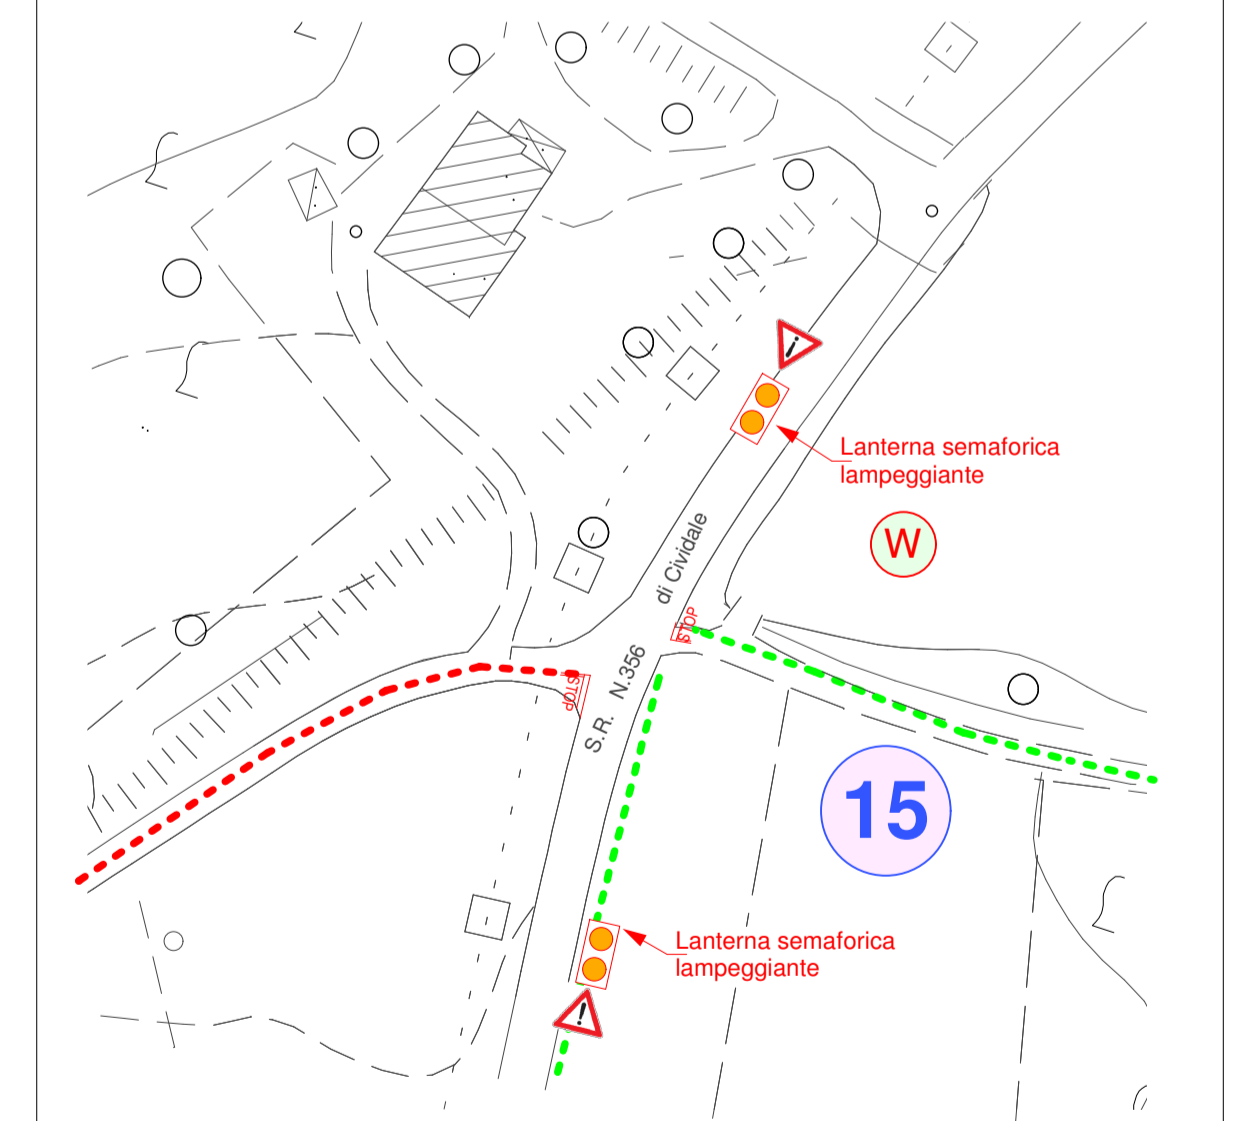 Lanterna semaforica
lampeggiante
W
di Cividale
STOP
S.R. N.356
STOP
15
Lanterna semaforica
lampeggiante